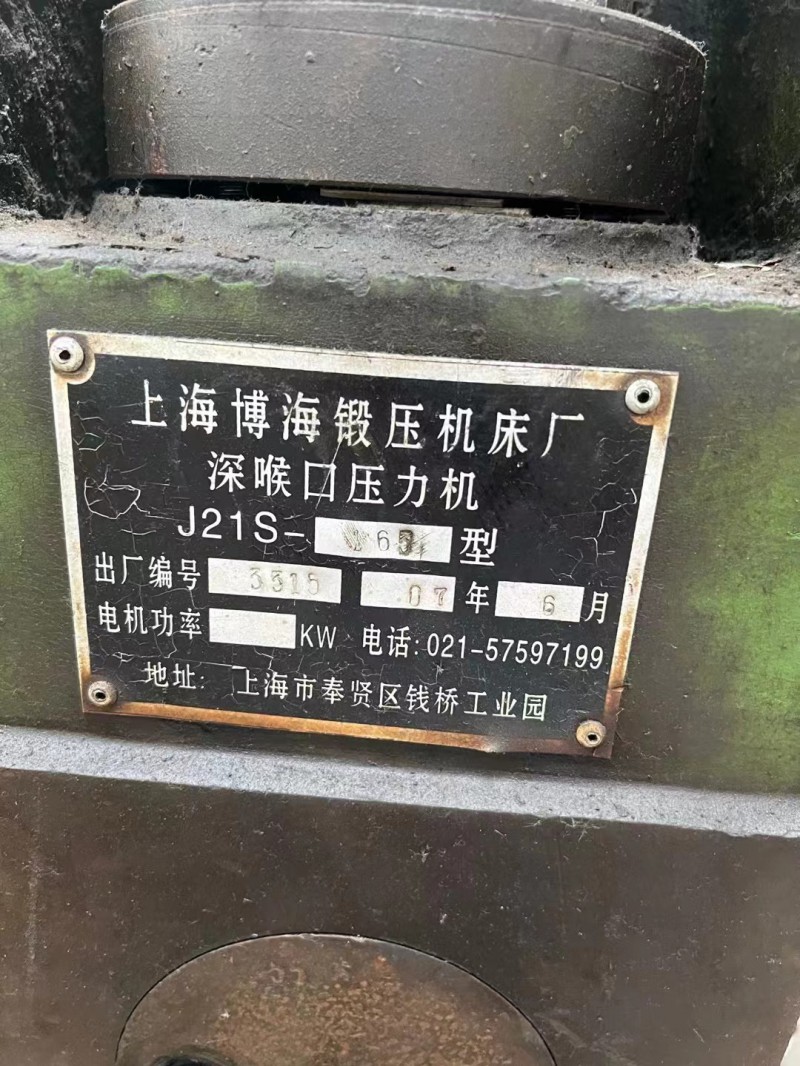 上海博海锻压机床厂
深喉口压力机
J21S- 型
出厂编号 3315 07年 6月
电机功率 KW 电话:021-57597199
地址: 上海市奉贤区钱桥工业园